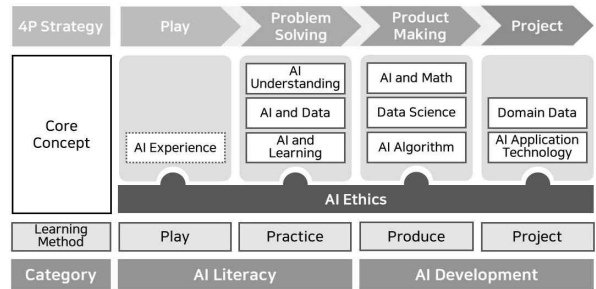 4P Strategy
Play
Problem
Solving
Product
Making
Project
Core
Concept
AI Experience
AI
Understanding
AI and Data
AI and
Learning
AI and Math
Data Science
AI Algorithm
Domain Data
AI Application
Technology
AI Ethics
Learning
Method
Play
Practice
Produce
Project
Category
AI Literacy
AI Development